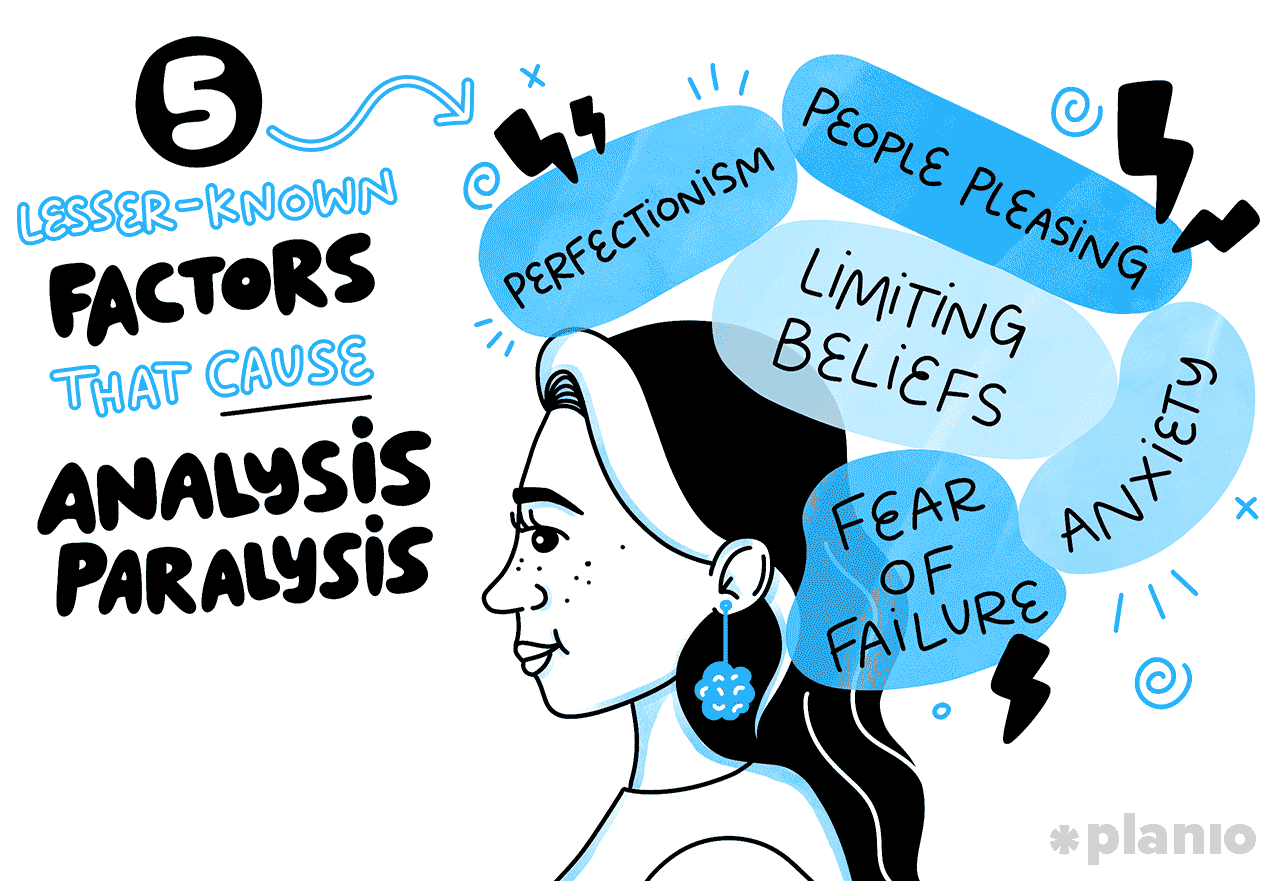 5
LESSER-KNOWN
FACTORS
THAT CAUSE
ANALYSIS
PARALYSIS
PERFECTIONISM
PEOPLE PLEASING
LIMITING
BELIEFS
ANXIETY
FEAR
OF
FAILURE
planio